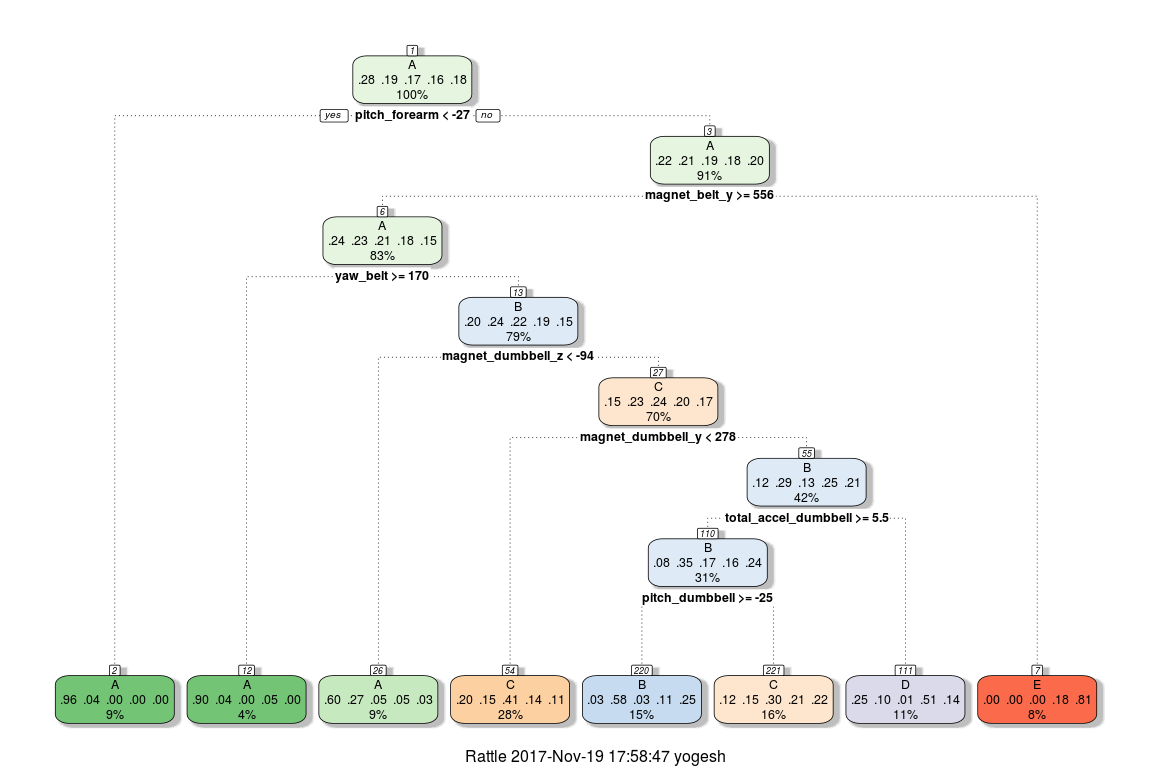 1
A
.28 .19 .17 .16 .18
100%
yes pitch_forearm < -27 no
3
A
.22 .21 .19 .18 .20
91%
magnet_belt_y >= 556
6
A
.24 .23 .21 .18 .15
83%
yaw_belt >= 170
13
B
.20 .24 .22 .19 .15
79%
magnet_dumbbell_z < -94
27
C
.15 .23 .24 .20 .17
70%
magnet_dumbbell_y < 278
55
B
.12 .29 .13 .25 .21
42%
total_accel_dumbbell >= 5.5
110
B
.08 .35 .17 .16 .24
31%
pitch_dumbbell >= -25
2
A
.96 .04 .00 .00 .00
9%
12
A
.90 .04 .00 .05 .00
4%
26
A
.60 .27 .05 .05 .03
9%
54
C
.20 .15 .41 .14 .11
28%
220
B
.03 .58 .03 .11 .25
15%
221
C
.12 .15 .30 .21 .22
16%
111
D
.25 .10 .01 .51 .14
11%
7
E
.00 .00 .00 .18 .81
8%
Rattle 2017-Nov-19 17:58:47 yogesh